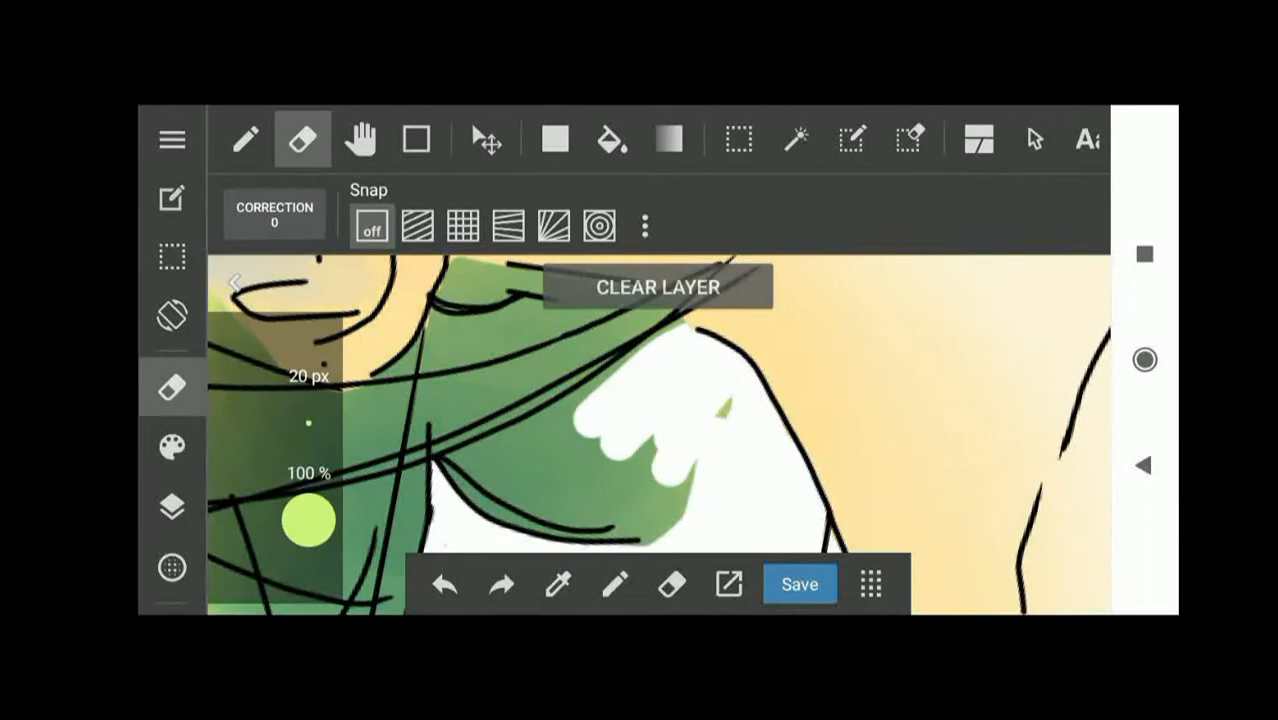 A
CORRECTION
0
Snap
off
CLEAR LAYER
20 px
100 %
Save